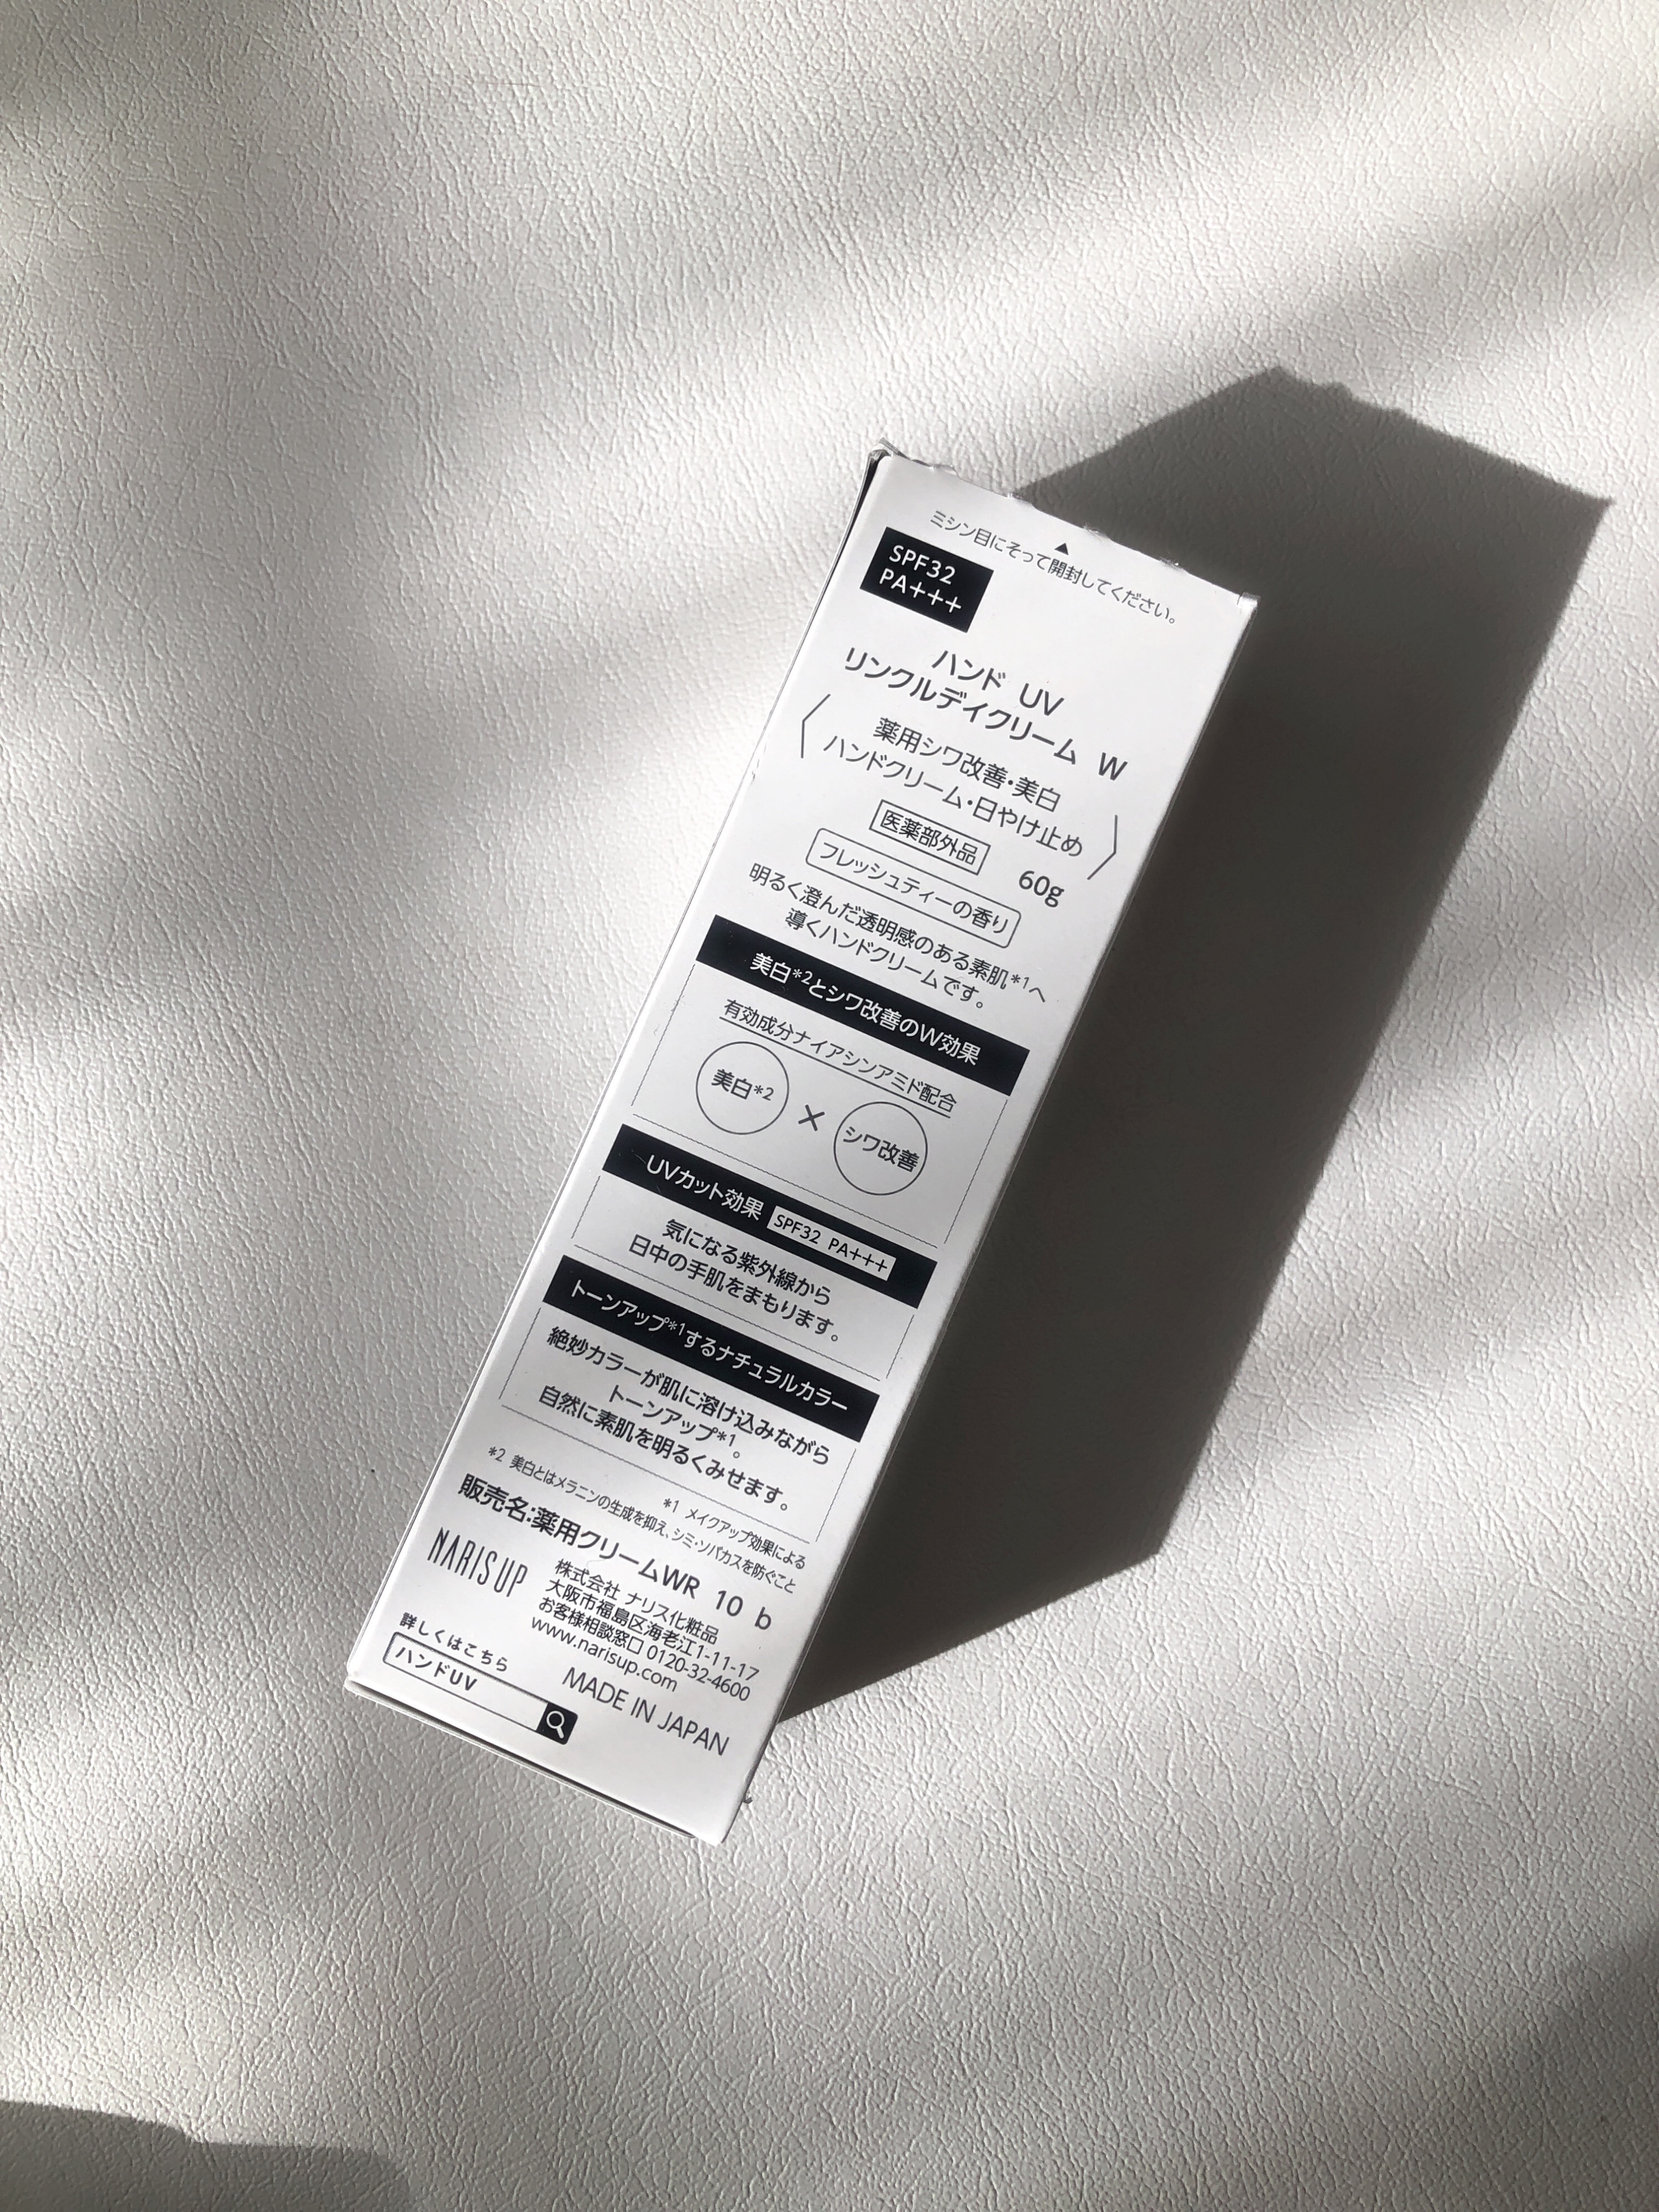 ミシン目にそって開封してください。
SPF32
PA+++
ハンド UV
リンクルデイクリーム W
〈薬用シワ改善・美白
ハンドクリーム・日やけ止め〉
医薬部外品
60g
フレッシュティーの香り
明るく澄んだ透明感のある素肌*1へ
導くハンドクリームです。
美白*2とシワ改善のW効果
有効成分ナイアシンアミド配合
美白*2 × シワ改善
UVカット効果 SPF32 PA+++
気になる紫外線から
日中の手肌をまもります。
トーンアップ*1するナチュラルカラー
絶妙カラーが肌に溶け込みながら
トーンアップ*1。
自然に素肌を明るくみせます。
*1 メイクアップ効果による
*2 美白とはメラニンの生成を抑え、シミ・ソバカスを防ぐこと
販売名:薬用クリームWR 10 b
NARIS UP
株式会社 ナリス化粧品
大阪市福島区海老江1-11-17
お客様相談窓口 0120-32-4600
www.narisup.com
詳しくはこちら
ハンドUV
MADE IN JAPAN